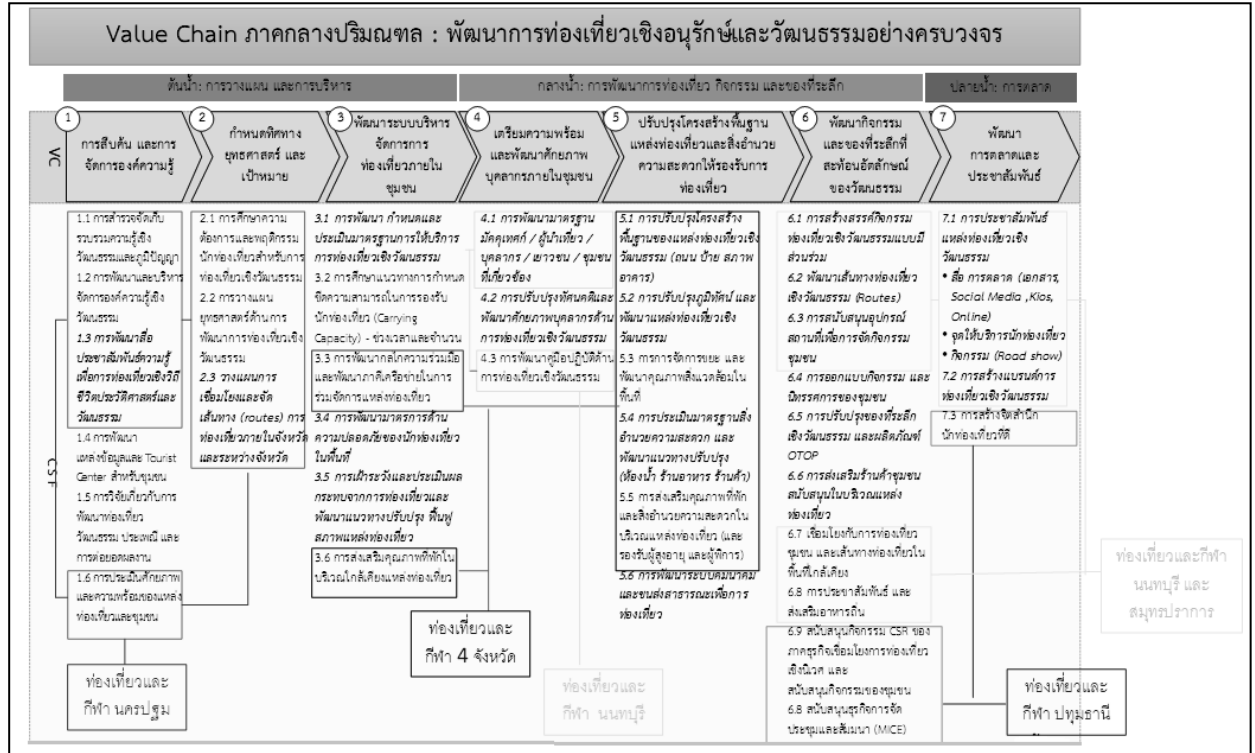 Value Chain ภาคกลางปริมณฑล : พัฒนาการท่องเที่ยวเชิงอนุรักษ์และวัฒนธรรมอย่างครบวงจร
ต้นน้ำ: การวางแผน และการบริหาร
กลางน้ำ: การพัฒนาการท่องเที่ยว กิจกรรม และของที่ระลึก
ปลายน้ำ: การตลาด
VC
1
การสืบค้น และการ
จัดการองค์ความรู้
2
กำหนดทิศทาง
ยุทธศาสตร์ และ
เป้าหมาย
3
พัฒนาระบบบริหาร
จัดการการ
ท่องเที่ยวภายใน
ชุมชน
4
เตรียมความพร้อม
และพัฒนาศักยภาพ
บุคลากรภายในชุมชน
5
ปรับปรุงโครงสร้างพื้นฐาน
แหล่งท่องเที่ยวและสิ่งอำนวย
ความสะดวกให้รองรับการ
ท่องเที่ยว
6
พัฒนากิจกรรม
และของที่ระลึกที่
สะท้อนอัตลักษณ์
ของวัฒนธรรม
7
พัฒนา
การตลาดและ
ประชาสัมพันธ์
CSF
1.1 การสำรวจจัดเก็บ
รวบรวมความรู้เชิง
วัฒนธรรมและภูมิปัญญา
1.2 การพัฒนาและบริหาร
จัดการองค์ความรู้เชิง
วัฒนธรรม
1.3 การพัฒนาสื่อ
ประชาสัมพันธ์ความรู้
เพื่อการท่องเที่ยวเชิงวิถี
ชีวิตประวัติศาสตร์และ
วัฒนธรรม
1.4 การพัฒนา
แหล่งข้อมูลและ Tourist
Center สำหรับชุมชน
1.5 การวิจัยเกี่ยวกับการ
พัฒนาท่องเที่ยว
วัฒนธรรม ประเพณี และ
การต่อยอดผลงาน
1.6 การประเมินศักยภาพ
และความพร้อมของแหล่ง
ท่องเที่ยวและชุมชน
2.1 การศึกษาความ
ต้องการและพฤติกรรม
นักท่องเที่ยวสำหรับการ
ท่องเที่ยวเชิงวัฒนธรรม
2.2 การวางแผน
ยุทธศาสตร์ด้านการ
พัฒนาการท่องเที่ยวเชิง
วัฒนธรรม
2.3 วางแผนการ
เชื่อมโยงและจัด
เส้นทาง (routes) การ
ท่องเที่ยวภายในจังหวัด
และระหว่างจังหวัด
3.1 การพัฒนา กำหนดและ
ประเมินมาตรฐานการให้บริการ
การท่องเที่ยวเชิงวัฒนธรรม
3.2 การศึกษาแนวทางการกำหนด
ขีดความสามารถในการรองรับ
นักท่องเที่ยว (Carrying
Capacity) - ช่วงเวลาและจำนวน
3.3 การพัฒนากลไกความร่วมมือ
และพัฒนาภาคีเครือข่ายในการ
ร่วมจัดการแหล่งท่องเที่ยว
3.4 การพัฒนามาตรการด้าน
ความปลอดภัยของนักท่องเที่ยว
ในพื้นที่
3.5 การเฝ้าระวังและประเมินผล
กระทบจากการท่องเที่ยวและ
พัฒนาแนวทางปรับปรุง ฟื้นฟู
สภาพแหล่งท่องเที่ยว
3.6 การส่งเสริมคุณภาพที่พักใน
บริเวณใกล้เคียงแหล่งท่องเที่ยว
4.1 การพัฒนามาตรฐาน
มัคคุเทศก์ / ผู้นำเที่ยว /
บุคลากร / เยาวชน / ชุมชน
ที่เกี่ยวข้อง
4.2 การปรับปรุงทัศนคติและ
พัฒนาศักยภาพบุคลากรด้าน
การท่องเที่ยวเชิงวัฒนธรรม
4.3 การพัฒนาคู่มือปฏิบัติด้าน
การท่องเที่ยวเชิงวัฒนธรรม
5.1 การปรับปรุงโครงสร้าง
พื้นฐานของแหล่งท่องเที่ยวเชิง
วัฒนธรรม (ถนน ป้าย สภาพ
อาคาร)
5.2 การปรับปรุงภูมิทัศน์ และ
พัฒนาแหล่งท่องเที่ยวเชิง
วัฒนธรรม
5.3 มรการจัดการขยะ และ
พัฒนาคุณภาพสิ่งแวดล้อมใน
พื้นที่
5.4 การประเมินมาตรฐานสิ่ง
อำนวยความสะดวก และ
พัฒนาแนวทางปรับปรุง
(ห้องน้ำ ร้านอาหาร ร้านค้า)
5.5 การส่งเสริมคุณภาพที่พัก
และสิ่งอำนวยความสะดวกใน
บริเวณแหล่งท่องเที่ยว (และ
รองรับผู้สูงอายุ และผู้พิการ)
5.6 การพัฒนาระบบคมนาคม
และขนส่งสาธารณะเพื่อการ
ท่องเที่ยว
6.1 การสร้างสรรค์กิจกรรม
ท่องเที่ยวเชิงวัฒนธรรมแบบมี
ส่วนร่วม
6.2 พัฒนาเส้นทางท่องเที่ยว
เชิงวัฒนธรรม (Routes)
6.3 การสนับสนุนอุปกรณ์
สถานที่เพื่อการจัดกิจกรรม
ชุมชน
6.4 การออกแบบกิจกรรม และ
นิทรรศการของชุมชน
6.5 การปรับปรุงของที่ระลึก
เชิงวัฒนธรรม และผลิตภัณฑ์
OTOP
6.6 การส่งเสริมร้านค้าชุมชน
สนับสนุนในบริเวณแหล่ง
ท่องเที่ยว
6.7 เชื่อมโยงกับการท่องเที่ยว
ชุมชน และเส้นทางท่องเที่ยวใน
พื้นที่ใกล้เคียง
6.8 การประชาสัมพันธ์ และ
ส่งเสริมอาหารถิ่น
6.9 สนับสนุนกิจกรรม CSR ของ
ภาคธุรกิจเชื่อมโยงการท่องเที่ยว
เชิงนิเวศ และ
สนับสนุนกิจกรรมของชุมชน
6.8 สนับสนุนธุรกิจการจัด
ประชุมและสัมมนา (MICE)
7.1 การประชาสัมพันธ์
แหล่งท่องเที่ยวเชิง
วัฒนธรรม
• สื่อ การตลาด (เอกสาร,
Social Media ,Kios,
Online)
• จุดให้บริการนักท่องเที่ยว
• กิจกรรม (Road show)
7.2 การสร้างแบรนด์การ
ท่องเที่ยวเชิงวัฒนธรรม
7.3 การสร้างจิตสำนึก
นักท่องเที่ยวที่ดี
ท่องเที่ยวและ
กีฬา นครปฐม
ท่องเที่ยวและ
กีฬา 4 จังหวัด
ท่องเที่ยวและ
กีฬา นนทบุรี
ท่องเที่ยวและ
กีฬา ปทุมธานี
ท่องเที่ยวและกีฬา
นนทบุรี และ
สมุทรปราการ